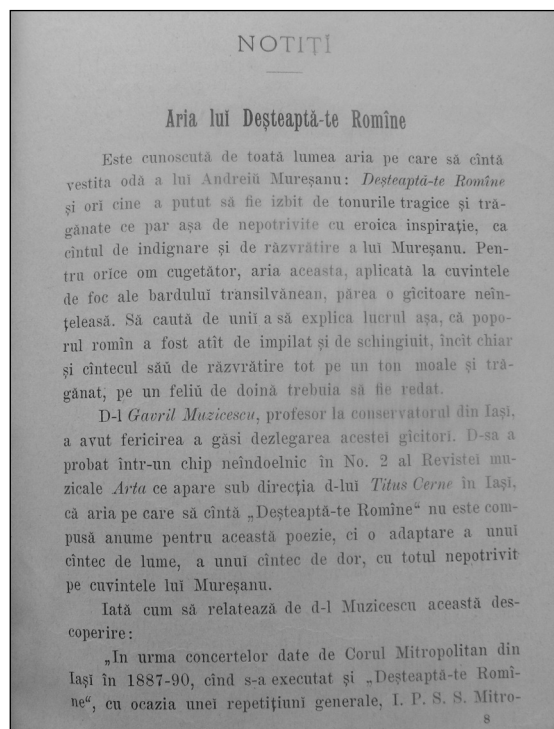 NOTIȚĬ
Aria luĭ Deșteaptă-te Romîne
Este cunoscută de toată lumea aria pe care să cîntă
vestita odă a luĭ Andreiŭ Mureșanu: Deșteaptă-te Romîne
și orĭ cine a putut să fie izbit de tonurile tragice și tră-
gănate ce par așa de nepotrivite cu eroica inspirație, ca
cîntul de indignare și de răzvrătire a luĭ Mureșanu. Pen-
tru orĭce om cugetător, aria aceasta, aplicată la cuvintele
de foc ale barduluĭ transilvănean, părea o gîcitoare neîn-
țeleasă. Să caută de uniĭ a să explica lucrul așa, că popo-
rul romîn a fost atît de impilat și de schingiuit, încît chiar
și cîntecul săŭ de răzvrătire tot pe un ton moale și tră-
gănat, pe un feliŭ de doină trebuia să fie redat.
D-l Gavril Muzicescu, profesor la conservatorul din Iașĭ,
a avut fericirea a găsi dezlegarea acesteĭ gicitorĭ. D-sa a
probat într-un chip neîndoelnic în No. 2 al Revisteĭ mu-
zicale Arta ce apare sub direcția d-luĭ Titus Cerne în Iașĭ,
că aria pe care să cîntă „Deșteaptă-te Romîne“ nu este com-
pusă anume pentru această poezie, ci o adaptare a unuĭ
cîntec de lume, a unuĭ cîntec de dor, cu totul nepotrivit
pe cuvintele luĭ Mureșanu.
Iată cum să relatează de d-l Muzicescu această des-
coperire:
„In urma concertelor date de Corul Mitropolitan din
Iașĭ în 1887-90, cînd s-a executat și „Deșteaptă-te Romî-
ne“, cu ocazia uneĭ repetițiunĭ generale, I. P. S. S. Mitro-
8